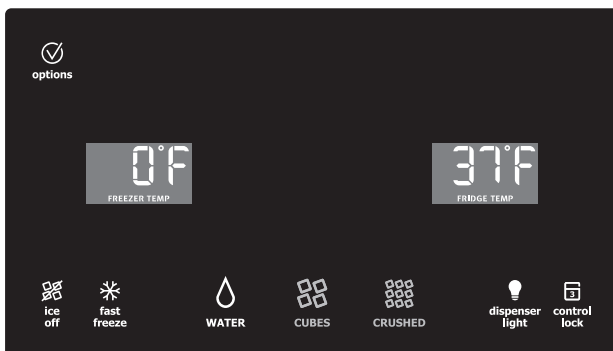 options
0°F
FREEZER TEMP
37°F
FRIDGE TEMP
ice
off
fast
freeze
WATER
CUBES
CRUSHED
dispenser
light
3
control
lock